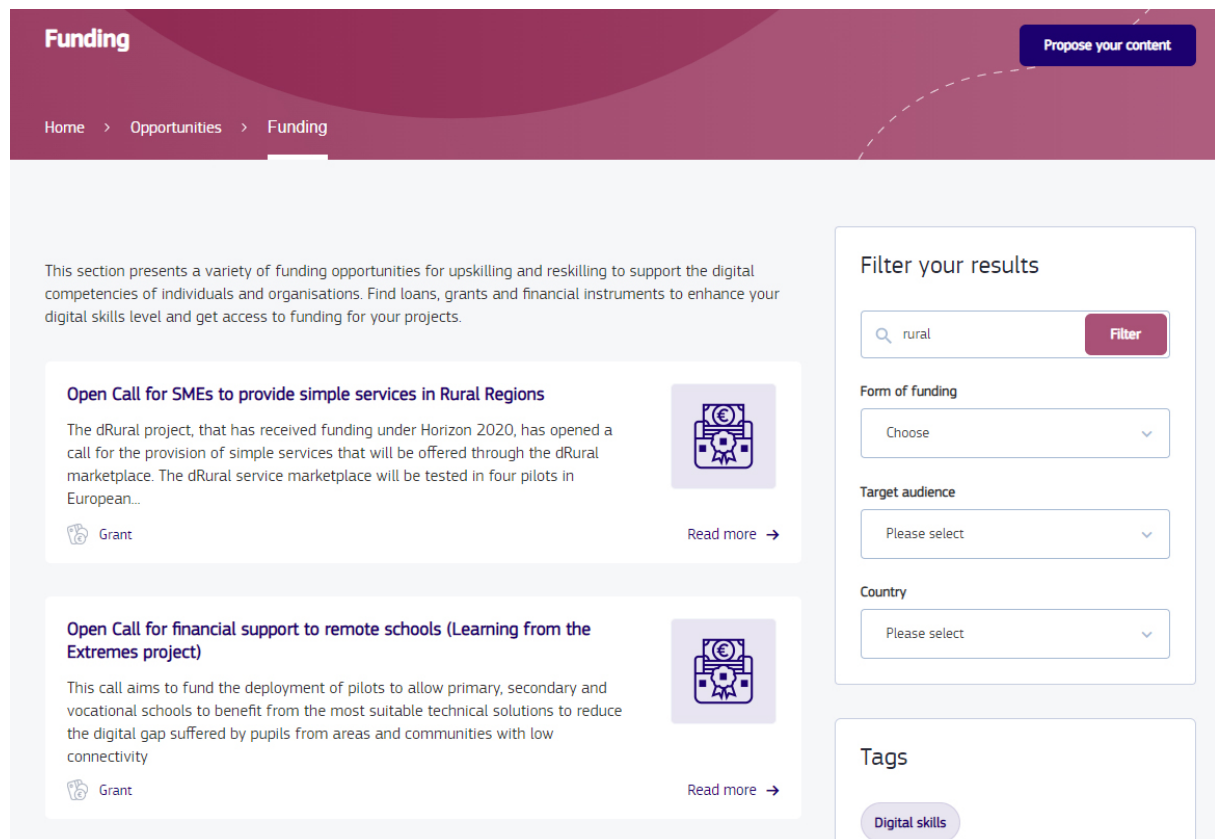 Funding
Propose your content
Home > Opportunities > Funding
This section presents a variety of funding opportunities for upskilling and reskilling to support the digital
competencies of individuals and organisations. Find loans, grants and financial instruments to enhance your
digital skills level and get access to funding for your projects.
Open Call for SMEs to provide simple services in Rural Regions
The dRural project, that has received funding under Horizon 2020, has opened a
call for the provision of simple services that will be offered through the dRural
marketplace. The dRural service marketplace will be tested in four pilots in
European...
Grant
Read more →
Open Call for financial support to remote schools (Learning from the
Extremes project)
This call aims to fund the deployment of pilots to allow primary, secondary and
vocational schools to benefit from the most suitable technical solutions to reduce
the digital gap suffered by pupils from areas and communities with low
connectivity
Grant
Read more →
Filter your results
rural
Filter
Form of funding
Choose
Target audience
Please select
Country
Please select
Tags
Digital skills